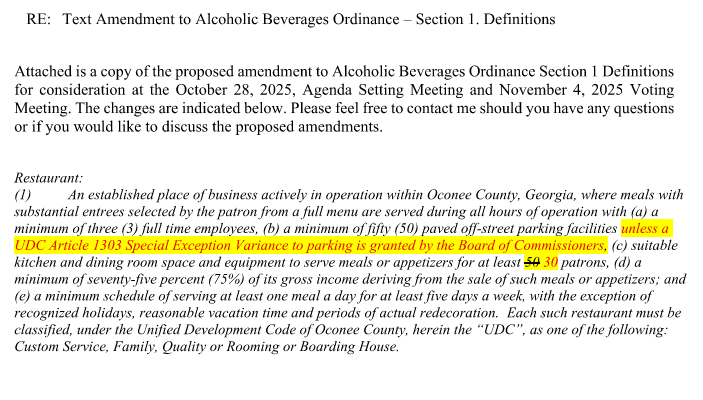 RE: Text Amendment to Alcoholic Beverages Ordinance – Section 1. Definitions
Attached is a copy of the proposed amendment to Alcoholic Beverages Ordinance Section 1 Definitions
for consideration at the October 28, 2025, Agenda Setting Meeting and November 4, 2025 Voting
Meeting. The changes are indicated below. Please feel free to contact me should you have any questions
or if you would like to discuss the proposed amendments.
Restaurant:
(1) An established place of business actively in operation within Oconee County, Georgia, where meals with
substantial entrees selected by the patron from a full menu are served during all hours of operation with (a) a
minimum of three (3) full time employees, (b) a minimum of fifty (50) paved off-street parking facilities unless a
UDC Article 1303 Special Exception Variance to parking is granted by the Board of Commissioners, (c) suitable
kitchen and dining room space and equipment to serve meals or appetizers for at least 50 30 patrons, (d) a
minimum of seventy-five percent (75%) of its gross income deriving from the sale of such meals or appetizers; and
(e) a minimum schedule of serving at least one meal a day for at least five days a week, with the exception of
recognized holidays, reasonable vacation time and periods of actual redecoration. Each such restaurant must be
classified, under the Unified Development Code of Oconee County, herein the “UDC”, as one of the following:
Custom Service, Family, Quality or Rooming or Boarding House.